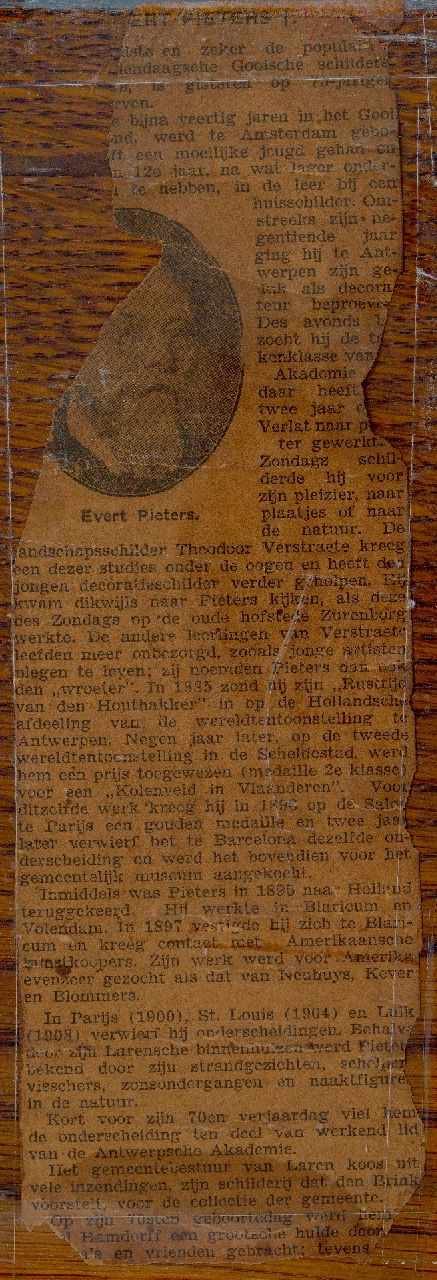 EVERT PIETERS †.
en zeker de populai
endaagsche Gooische schilders
is gisteren op 75-jarigen
ven.
bijna veertig jaren in het Gooi
nd, werd te Amsterdam gebo-
een moeilijke jeugd gehad en
12e jaar, na wat lager onder-
te hebben, in de leer bij een
huisschilder. Om-
streeks zijn ne-
gentiende jaar
ging hij te Ant-
werpen zijn ge-
luk als decora
teur beproeven
Des avonds
zocht hij de te
kenklasse van
Akademie
daar heeft
twee jaar
Verlat naar
ter gewerkt.
Zondags schil-
derde hij voor
zijn pleizier, naar
plaatjes of naar
de natuur. De
Evert Pieters.
andschapsschilder Theodoor Verstraete kreeg
een dezer studies onder de oogen en heeft den
jongen decoratieschilder verder geholpen. Hij
kwam dikwijls naar Pieters kijken, als deze
des Zondags op de oude hofstede Zurenborg
werkte. De andere leerlingen van Verstraete
leefden meer onbezorgd, zooals jonge artisten
plegen te leven; zij noemden Pieters dan ook
den „wroeter". In 1885 zond hij zijn „Rusttijd
van den Houthakker" in op de Hollandsche
afdeeling van de wereldtentoonstelling te
Antwerpen. Negen jaar later, op de tweede
wereldtentoonstelling in de Scheldestad, werd
hem een prijs toegewezen (medaille 2e klasse)
voor een „Kolenveld in Vlaanderen". Voor
ditzelfde werk kreeg hij in 1896 op de Salon
te Parijs een gouden medaille en twee jaar
later verwierf het te Barcelona dezelfde on-
derscheiding en werd het bovendien voor het
gemeentelijk museum aangekocht.
Inmiddels was Pieters in 1895 naar Holland
teruggekeerd. Hij werkte in Blaricum en
Volendam. In 1897 vestigde hij zich te Blari-
cum en kreeg contact met Amerikaansche
kunstkoopers. Zijn werk werd voor Amerika
evenzeer gezocht als dat van Neuhuys, Kever
en Blommers.
In Parijs (1900), St. Louis (1904) en Luik
(1908) verwierf hij onderscheidingen. Behalve
door zijn Larensche binnenhuizen werd Pieters
bekend door zijn strandgezichten, schelpen
visschers, zonsondergangen en naaktfiguren
in de natuur.
Kort voor zijn 70en verjaardag viel hem
de onderscheiding ten deel van werkend lid
van de Antwerpsche Akademie.
Het gemeentebestuur van Laren koos uit
vele inzendingen, zijn schilderij dat den Brink
voorstelt, voor de collectie der gemeente.
Op zijn 70sten geboortedag werd hem
Hamdorff een grootsche hulde door
a's en vrienden gebracht; tevens